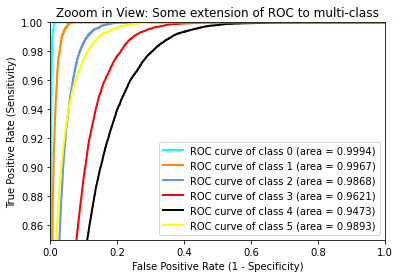 Zooom in View: Some extension of ROC to multi-class
True Positive Rate (Sensitivity)
1.00
0.98
0.96
0.94
0.92
0.90
0.88
0.86
ROC curve of class 0 (area = 0.9994)
ROC curve of class 1 (area = 0.9967)
ROC curve of class 2 (area = 0.9868)
ROC curve of class 3 (area = 0.9621)
ROC curve of class 4 (area = 0.9473)
ROC curve of class 5 (area = 0.9893)
0.0 0.2 0.4 0.6 0.8 1.0
False Positive Rate (1 - Specificity)